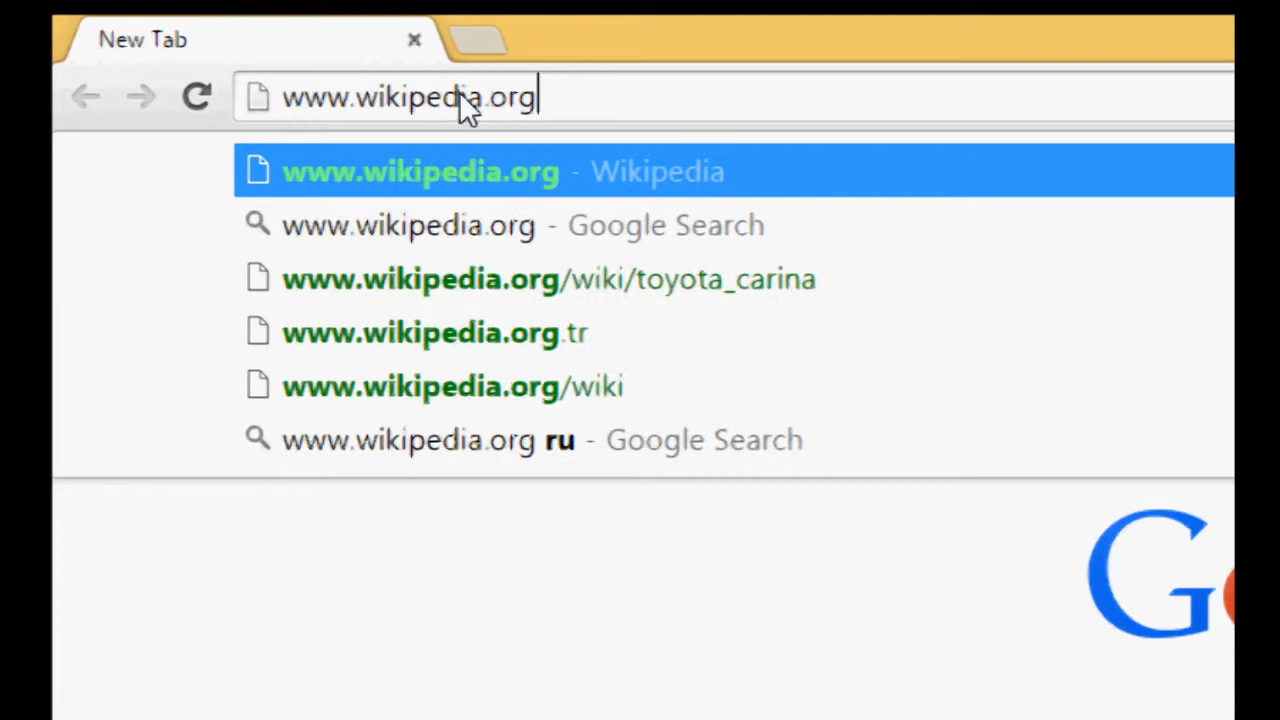 New Tab
www.wikipedia.org
www.wikipedia.org - Wikipedia
www.wikipedia.org - Google Search
www.wikipedia.org/wiki/toyota_carina
www.wikipedia.org.tr
www.wikipedia.org/wiki
www.wikipedia.org ru - Google Search
G